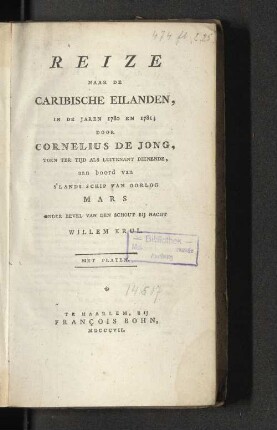 REIZE
NAAR DE
CARIBISCHE EILANDEN,
IN DE JAREN 1780 EN 1781;
DOOR
CORNELIUS DE JONG,
TOEN TER TIJD ALS LUITENANT DIENENDE,
AAN BOORD VAN
'SLANDS SCHIP VAN OORLOG
MARS
ONDER BEVEL VAN DEN SCHOUT BIJ NACHT
WILLEM KRUL.
Bibliotheek
MET PLATEN.
TE HAARLEM, BIJ
FRANÇOIS BOHN,
MDCCCVII.